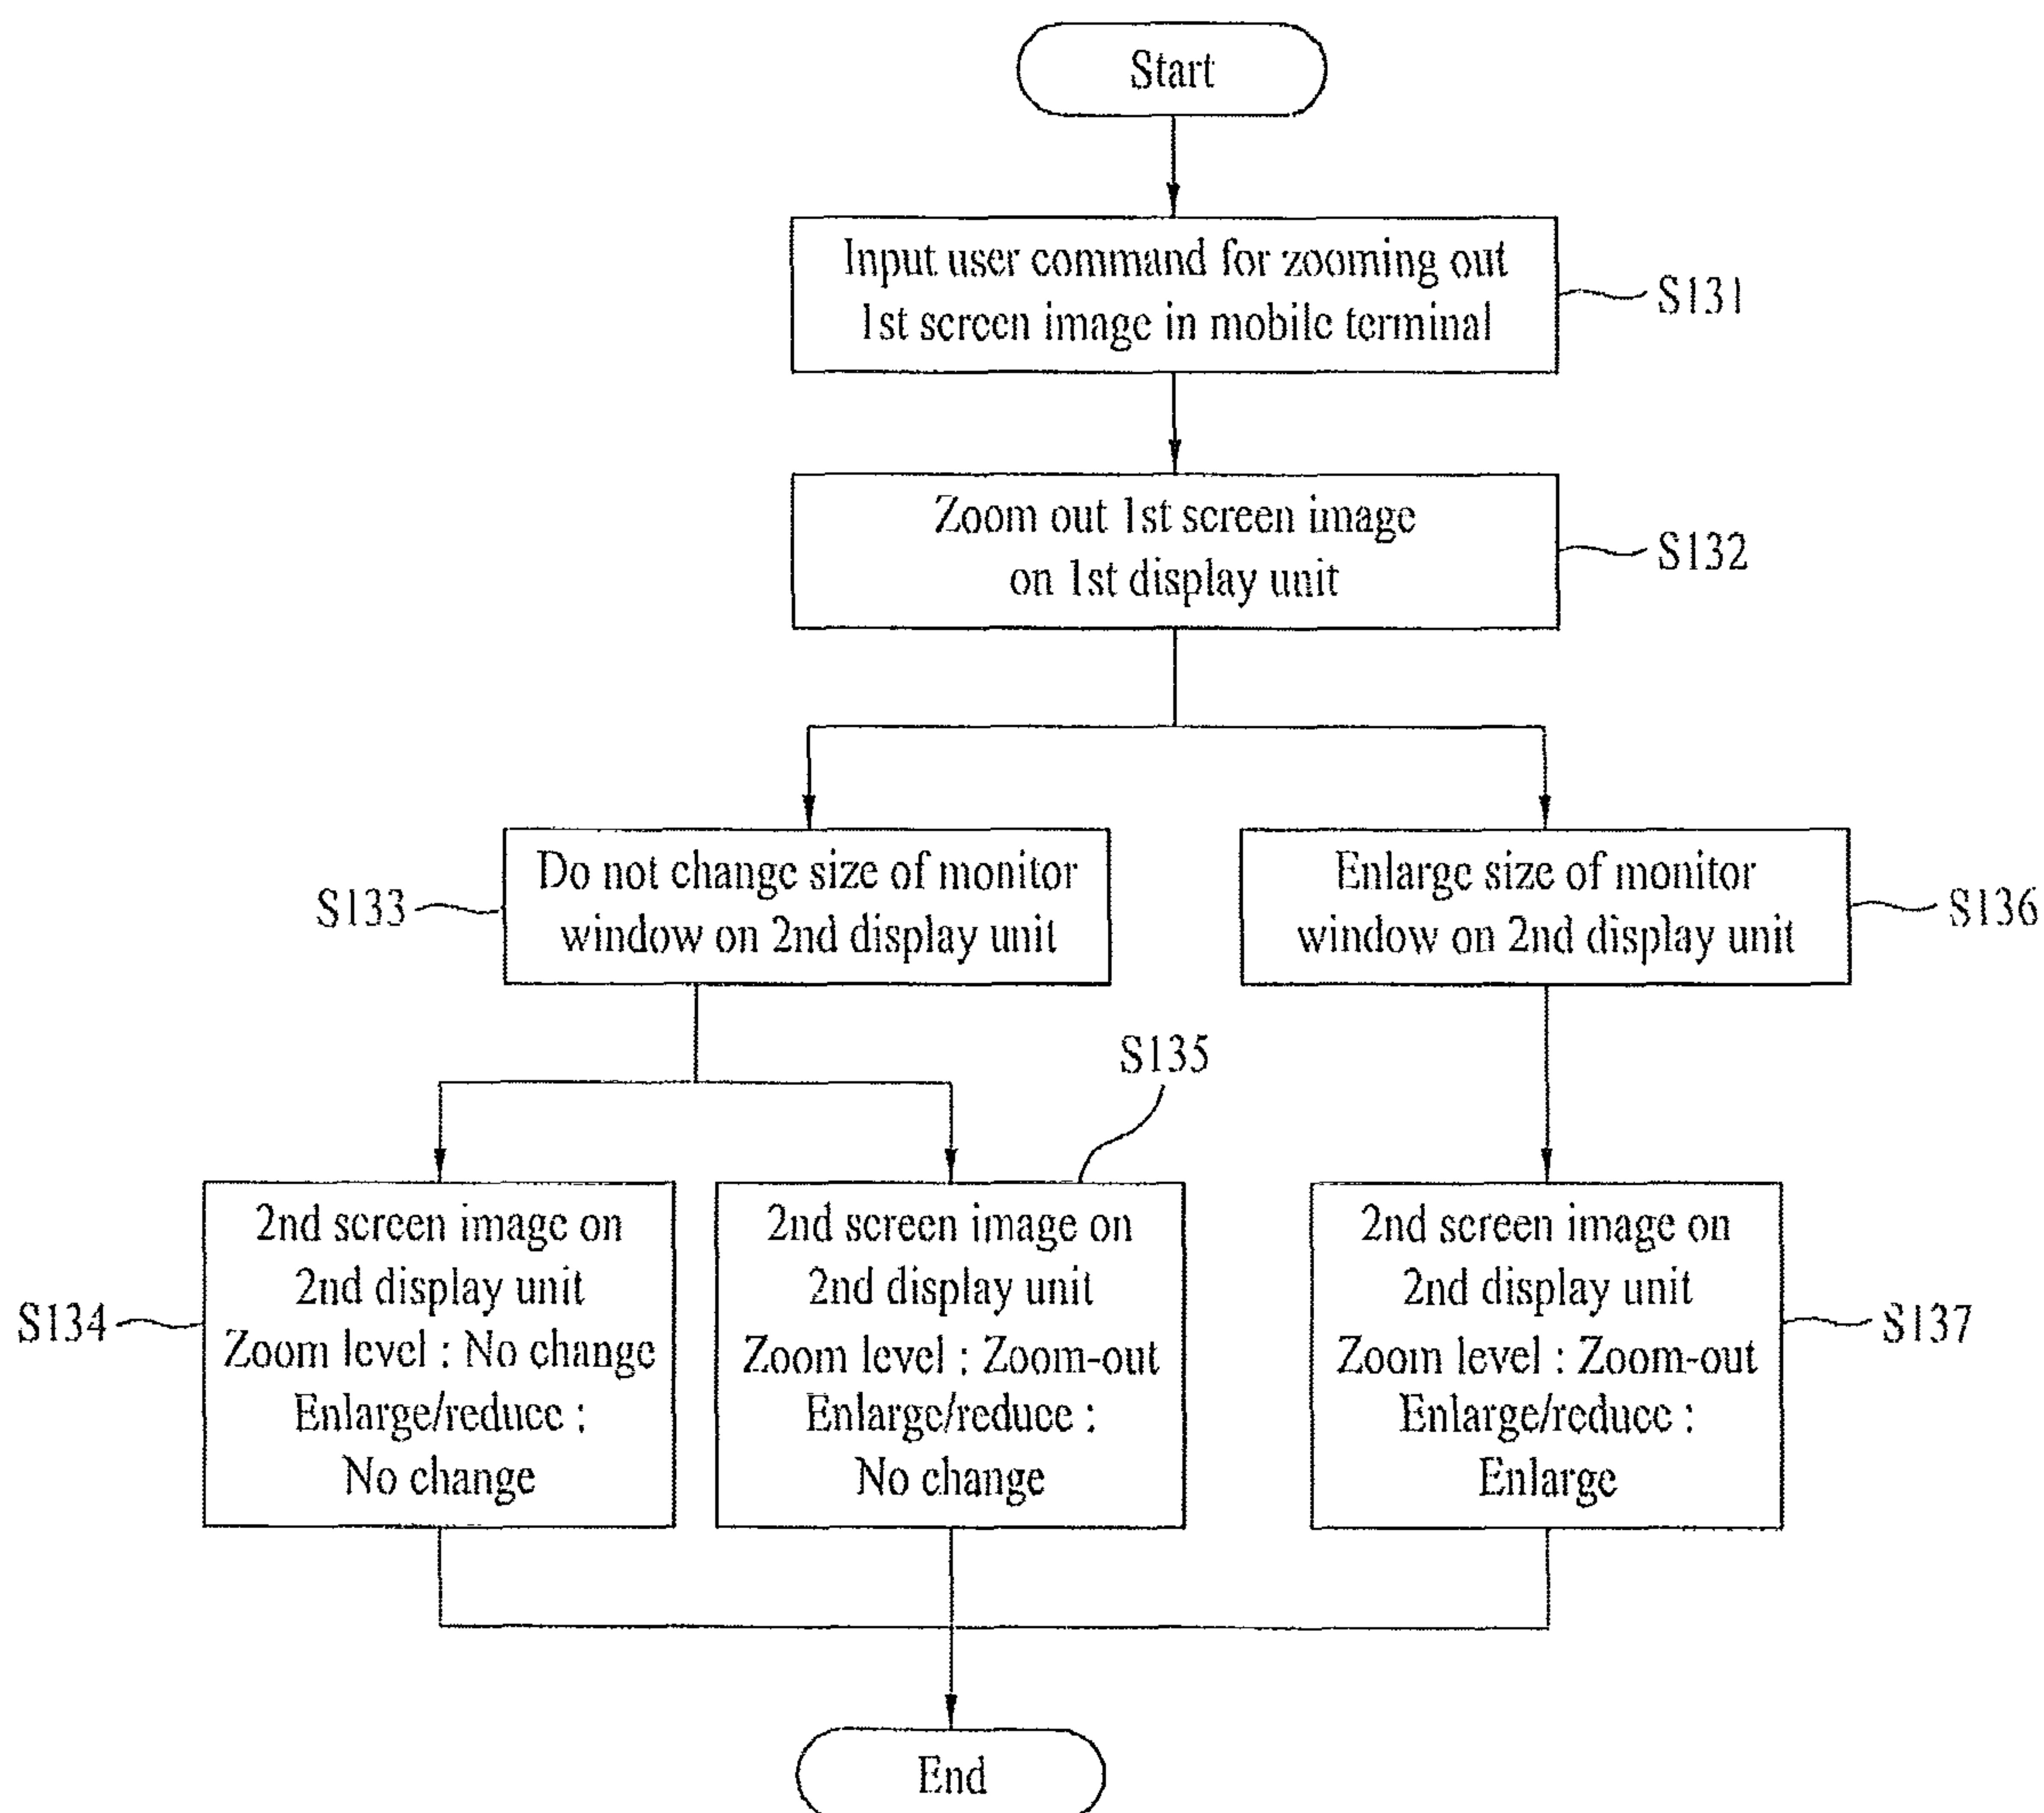 Start
Input user command for zooming out
1st screen image in mobile terminal
S131
Zoom out 1st screen image
on 1st display unit
S132
Do not change size of monitor
window on 2nd display unit
S133
Enlarge size of monitor
window on 2nd display unit
S136
S135
2nd screen image on
2nd display unit
Zoom level : No change
Enlarge/reduce :
No change
S134
2nd screen image on
2nd display unit
Zoom level : Zoom-out
Enlarge/reduce :
No change
2nd screen image on
2nd display unit
Zoom level : Zoom-out
Enlarge/reduce :
Enlarge
S137
End